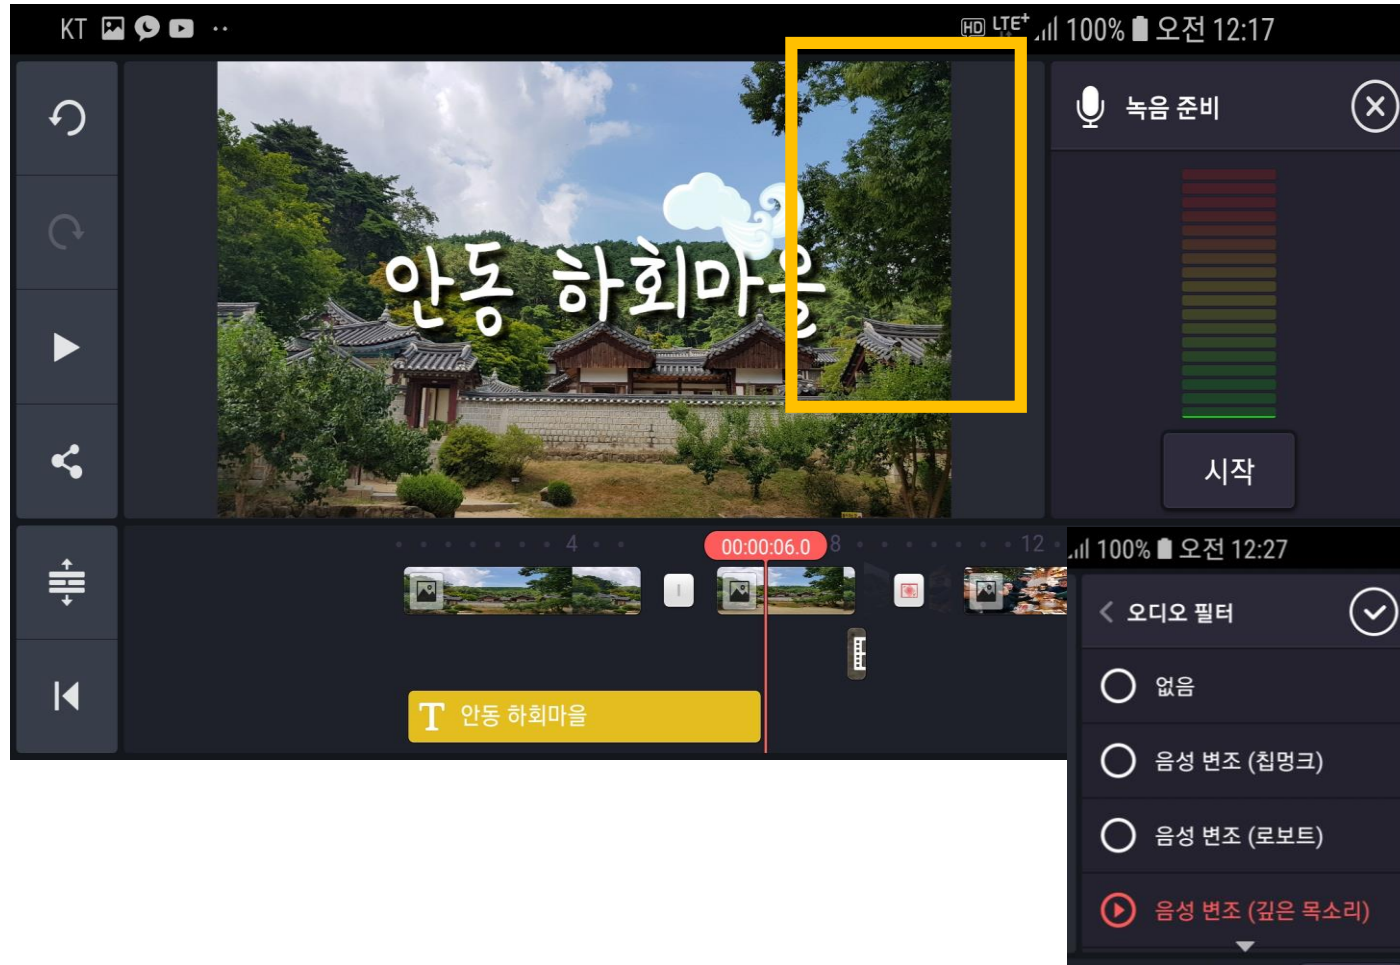 KT
HD LTE+ 100% 오전 12:17
녹음 준비
안동 하회마을
시작
4
00:00:06.0
8
12
T 안동 하회마을
100% 오전 12:27
오디오 필터
없음
음성 변조 (칩멍크)
음성 변조 (로보트)
음성 변조 (깊은 목소리)